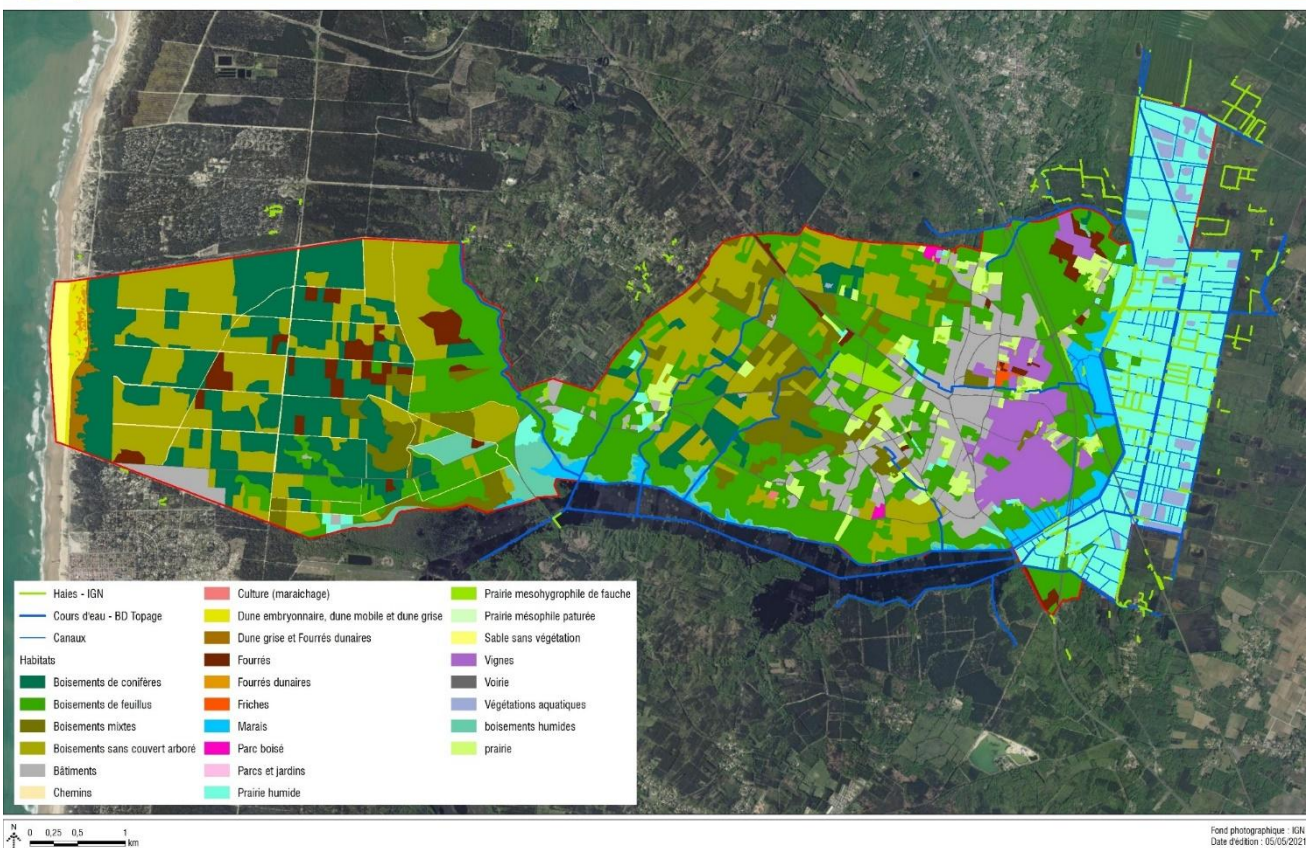 Haies - IGN
Cours d'eau - BD Topage
Canaux
Habitats
Boisements de conifères
Boisements de feuillus
Boisements mixtes
Boisements sans couvert arboré
Bâtiments
Chemins
Culture (maraichage)
Dune embryonnaire, dune mobile et dune grise
Dune grise et Fourrés dunaires
Fourrés
Fourrés dunaires
Friches
Marais
Parc boisé
Parcs et jardins
Prairie humide
Prairie mesohygrophile de fauche
Prairie mésophile paturée
Sable sans végétation
Vignes
Voirie
Végétations aquatiques
boisements humides
prairie
N
0 0,25 0,5 1
km
Fond photographique : IGN
Date d'édition : 05/05/2021